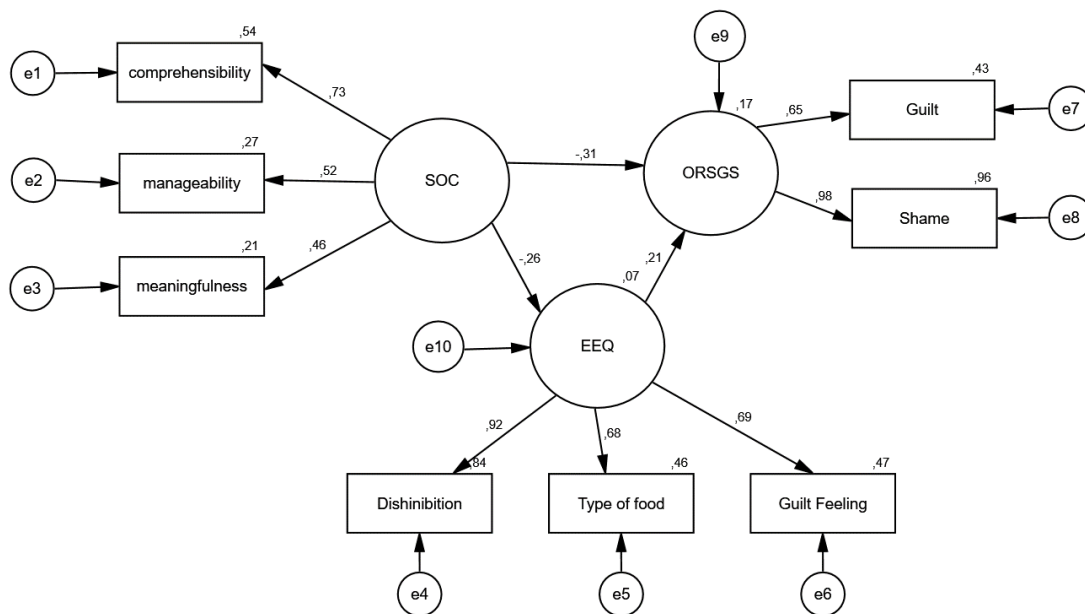 e1
comprehensibility
,54
,73
e2
manageability
,27
,52
e3
meaningfulness
,21
,46
SOC
-,31
-,26
e9
ORSGS
,17
,65
Guilt
,43
e7
,98
Shame
,96
e8
,21
,07
EEQ
e10
,92
,84
Dishinibition
e4
,68
,46
Type of food
e5
,69
,47
Guilt Feeling
e6